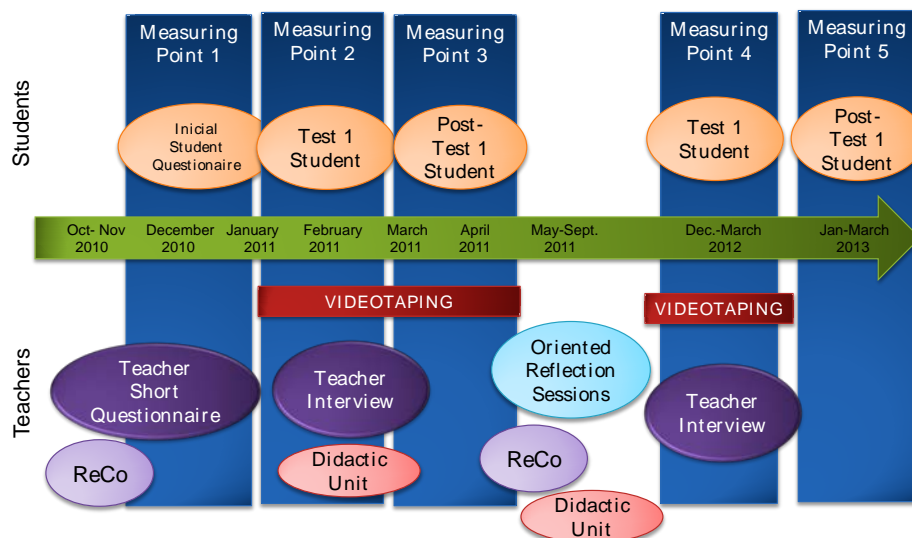 Measuring
Point 1
Measuring
Point 2
Measuring
Point 3
Measuring
Point 4
Measuring
Point 5
Students
Inicial
Student
Questionaire
Test 1
Student
Post-
Test 1
Student
Test 1
Student
Post-
Test 1
Student
Oct- Nov
2010
December
2010
January
2011
February
2011
March
2011
April
2011
May-Sept.
2011
Dec.-March
2012
Jan-March
2013
VIDEOTAPING
VIDEOTAPING
Teachers
Teacher
Short
Questionnaire
Teacher
Interview
Oriented
Reflection
Sessions
Teacher
Interview
ReCo
Didactic
Unit
ReCo
Didactic
Unit